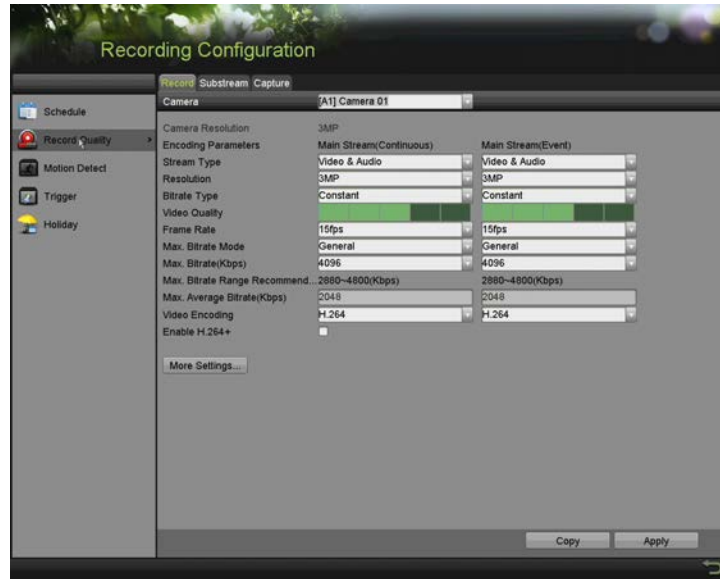 Recording Configuration
Record Substream Capture
Camera [A1] Camera 01
Schedule
Record Quality
Motion Detect
Trigger
Holiday
Camera Resolution 3MP
Encoding Parameters Main Stream(Continuous) Main Stream(Event)
Stream Type Video & Audio Video & Audio
Resolution 3MP 3MP
Bitrate Type Constant Constant
Video Quality
Frame Rate 15fps 15fps
Max. Bitrate Mode General General
Max. Bitrate(Kbps) 4096 4096
Max. Bitrate Range Recommend... 2880~4800(Kbps) 2880~4800(Kbps)
Max. Average Bitrate(Kbps) 2048 2048
Video Encoding H.264 H.264
Enable H.264+
More Settings...
Copy Apply